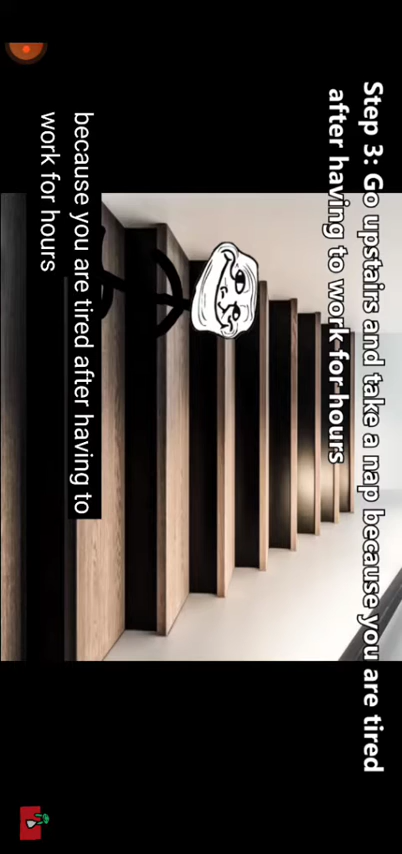 Step 3: Go upstairs and take a nap because you are tired
after having to work for hours
because you are tired after having to
work for hours